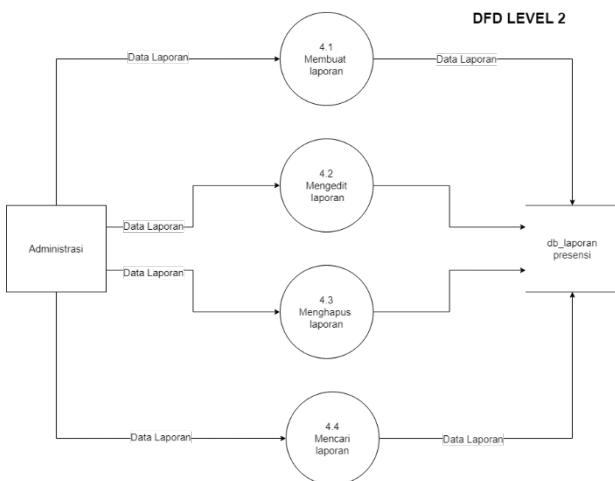 DFD LEVEL 2
4.1
Membuat
laporan
Data Laporan
Data Laporan
4.2
Mengedit
laporan
Data Laporan
Administrasi
db_laporan
presensi
Data Laporan
4.3
Menghapus
laporan
4.4
Mencari
laporan
Data Laporan
Data Laporan